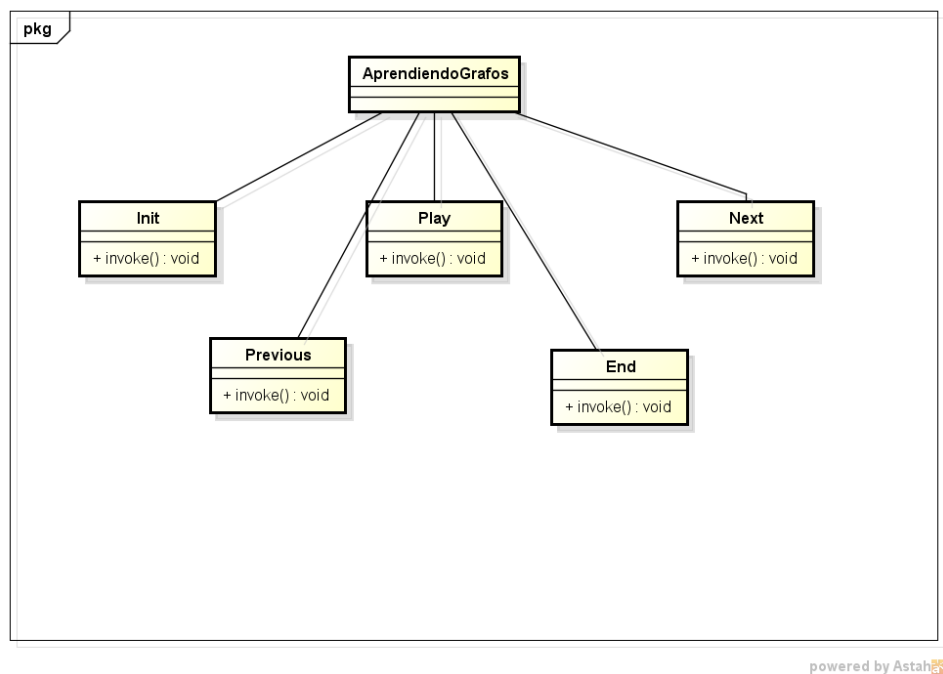 pkg
AprendiendoGrafos
Init
+ invoke() : void
Play
+ invoke() : void
Next
+ invoke() : void
Previous
+ invoke() : void
End
+ invoke() : void
powered by Astah